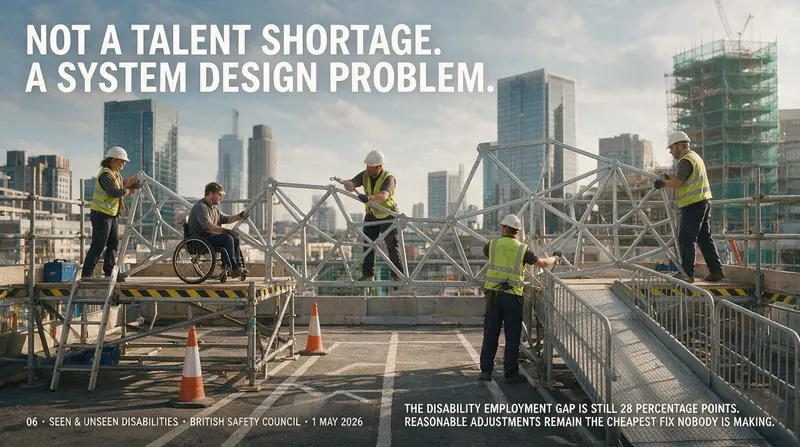 NOT A TALENT SHORTAGE.
A SYSTEM DESIGN PROBLEM.
06 • SEEN & UNSEEN DISABILITIES • BRITISH SAFETY COUNCIL • 1 MAY 2026
THE DISABILITY EMPLOYMENT GAP IS STILL 28 PERCENTAGE POINTS.
REASONABLE ADJUSTMENTS REMAIN THE CHEAPEST FIX NOBODY IS MAKING.